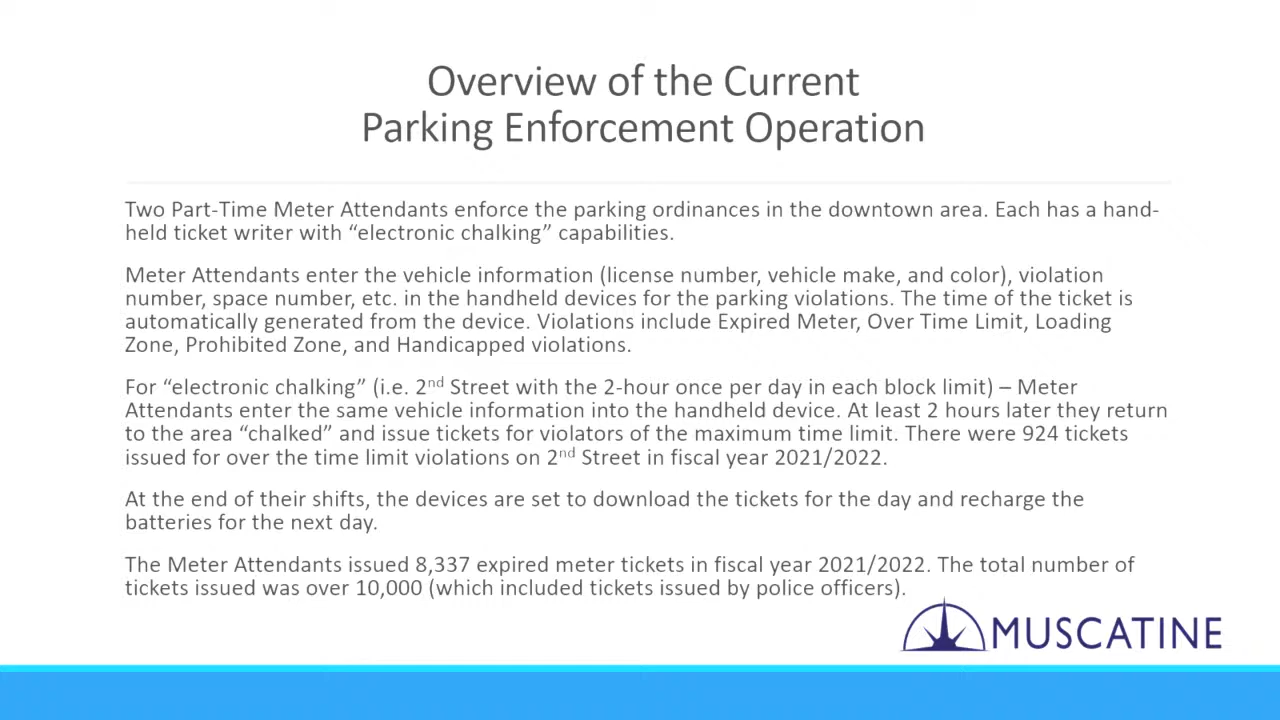 Overview of the Current
Parking Enforcement Operation
Two Part-Time Meter Attendants enforce the parking ordinances in the downtown area. Each has a hand-
held ticket writer with “electronic chalking” capabilities.
Meter Attendants enter the vehicle information (license number, vehicle make, and color), violation
number, space number, etc. in the handheld devices for the parking violations. The time of the ticket is
automatically generated from the device. Violations include Expired Meter, Over Time Limit, Loading
Zone, Prohibited Zone, and Handicapped violations.
For “electronic chalking” (i.e. 2nd Street with the 2-hour once per day in each block limit) – Meter
Attendants enter the same vehicle information into the handheld device. At least 2 hours later they return
to the area “chalked” and issue tickets for violators of the maximum time limit. There were 924 tickets
issued for over the time limit violations on 2nd Street in fiscal year 2021/2022.
At the end of their shifts, the devices are set to download the tickets for the day and recharge the
batteries for the next day.
The Meter Attendants issued 8,337 expired meter tickets in fiscal year 2021/2022. The total number of
tickets issued was over 10,000 (which included tickets issued by police officers).
MUSCATINE